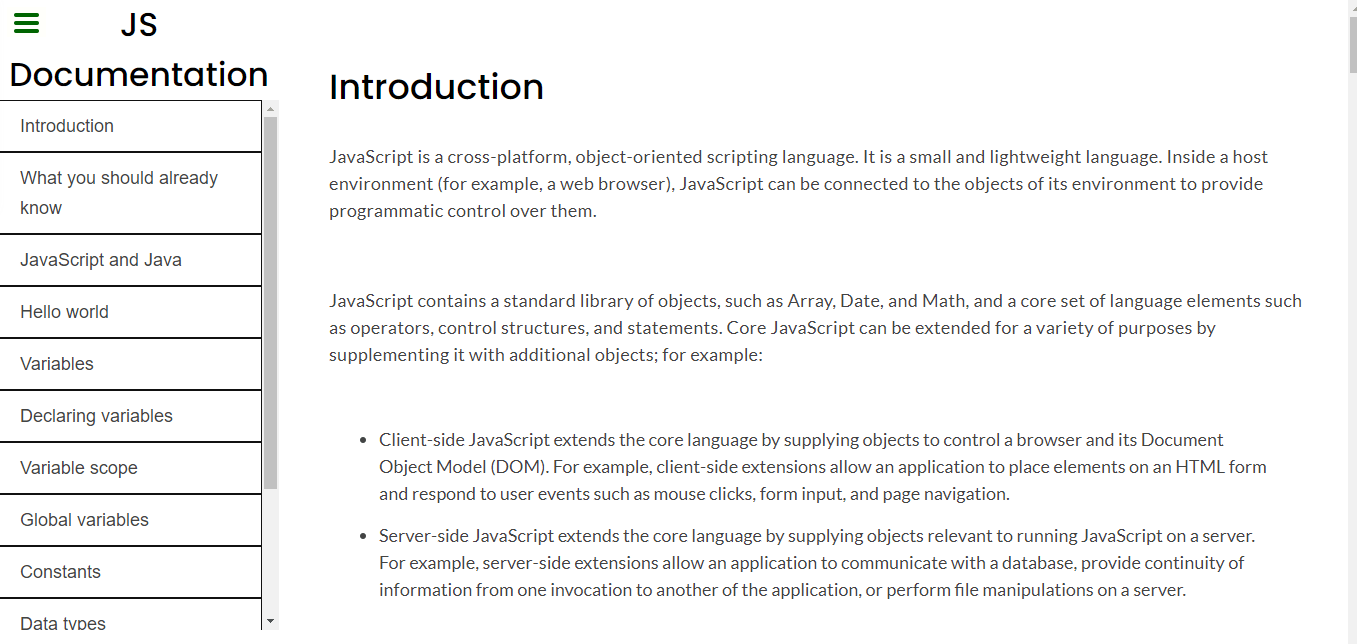 JS
Documentation
Introduction
What you should already
know
JavaScript and Java
Hello world
Variables
Declaring variables
Variable scope
Global variables
Constants
Data types
Introduction
JavaScript is a cross-platform, object-oriented scripting language. It is a small and lightweight language. Inside a host
environment (for example, a web browser), JavaScript can be connected to the objects of its environment to provide
programmatic control over them.
JavaScript contains a standard library of objects, such as Array, Date, and Math, and a core set of language elements such
as operators, control structures, and statements. Core JavaScript can be extended for a variety of purposes by
supplementing it with additional objects; for example:
• Client-side JavaScript extends the core language by supplying objects to control a browser and its Document
Object Model (DOM). For example, client-side extensions allow an application to place elements on an HTML form
and respond to user events such as mouse clicks, form input, and page navigation.
• Server-side JavaScript extends the core language by supplying objects relevant to running JavaScript on a server.
For example, server-side extensions allow an application to communicate with a database, provide continuity of
information from one invocation to another of the application, or perform file manipulations on a server.